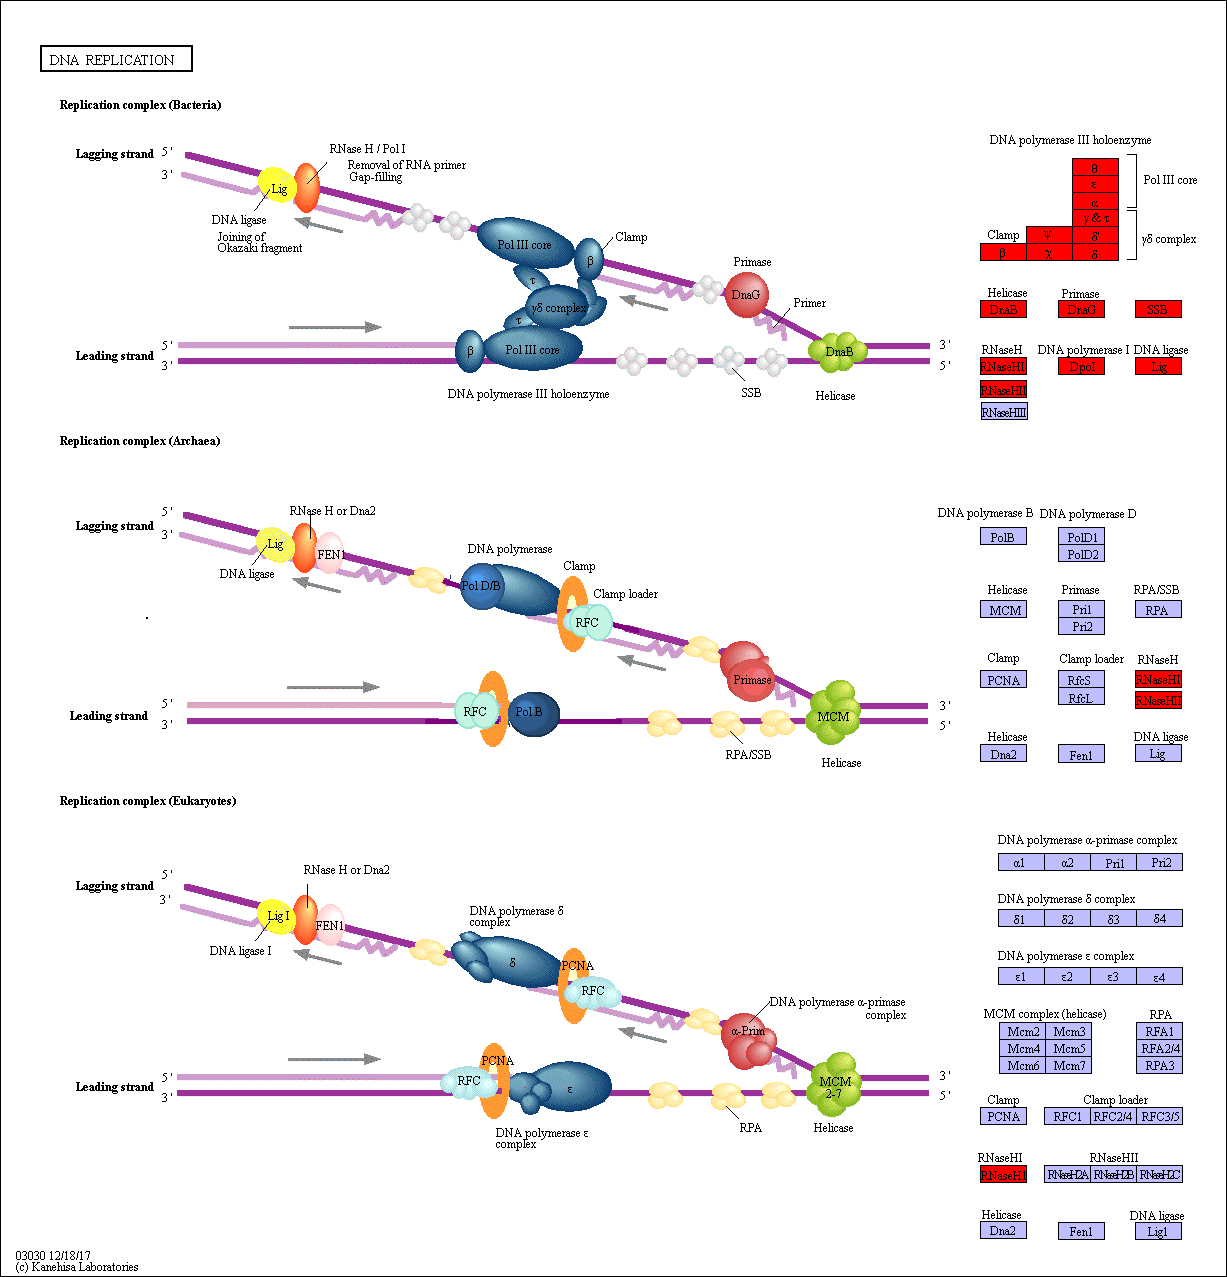 DNA REPLICATION
Replication complex (Bacteria)
Lagging strand
5'
3'
RNase H / Pol I
Removal of RNA primer
Gap-filling
Lig
DNA ligase
Joining of
Okazaki fragment
Pol III core
β
Clamp
τ
γδ complex
τ
Primase
DnaG
Primer
Leading strand
5'
3'
β
Pol III core
DNA polymerase III holoenzyme
SSB
DnaB
Helicase
3'
5'
DNA polymerase III holoenzyme
θ
ε
α
γ & τ
Pol III core
Clamp
ψ
δ'
β
χ
δ
γδ complex
Helicase
DnaB
Primase
DnaG
SSB
RNaseH
RNaseHI
RNaseHII
RNaseHIII
DNA polymerase I
DpoI
DNA ligase
Lig
Replication complex (Archaea)
Lagging strand
5'
3'
RNase H or Dna2
Lig
FEN1
DNA ligase
DNA polymerase
Pol D/B
Clamp
Clamp loader
RFC
Primase
Leading strand
5'
3'
RFC
Pol B
RPA/SSB
MCM
Helicase
3'
5'
DNA polymerase B
PolB
DNA polymerase D
PolD1
PolD2
Helicase
MCM
Primase
Pri1
Pri2
RPA/SSB
RPA
Clamp
PCNA
Clamp loader
RfcS
RfcL
RNaseH
RNaseHI
RNaseHII
Helicase
Dna2
Fen1
DNA ligase
Lig
Replication complex (Eukaryotes)
Lagging strand
5'
3'
RNase H or Dna2
Lig I
FEN1
DNA ligase I
DNA polymerase δ
complex
δ
PCNA
RFC
α-Prim
DNA polymerase α-primase
complex
Leading strand
5'
3'
PCNA
RFC
ε
DNA polymerase ε
complex
RPA
MCM
2-7
Helicase
3'
5'
DNA polymerase α-primase complex
α1 α2 Pri1 Pri2
DNA polymerase δ complex
δ1 δ2 δ3 δ4
DNA polymerase ε complex
ε1 ε2 ε3 ε4
MCM complex (helicase)
Mcm2 Mcm3
Mcm4 Mcm5
Mcm6 Mcm7
RPA
RFA1
RFA2/4
RPA3
Clamp
PCNA
Clamp loader
RFC1 RFC2/4 RFC3/5
RNaseHI
RNaseH1
RNaseHII
RNaseH2A RNaseH2B RNaseH2C
Helicase
Dna2
Fen1
DNA ligase
Lig1
03030 12/18/17
(c) Kanehisa Laboratories